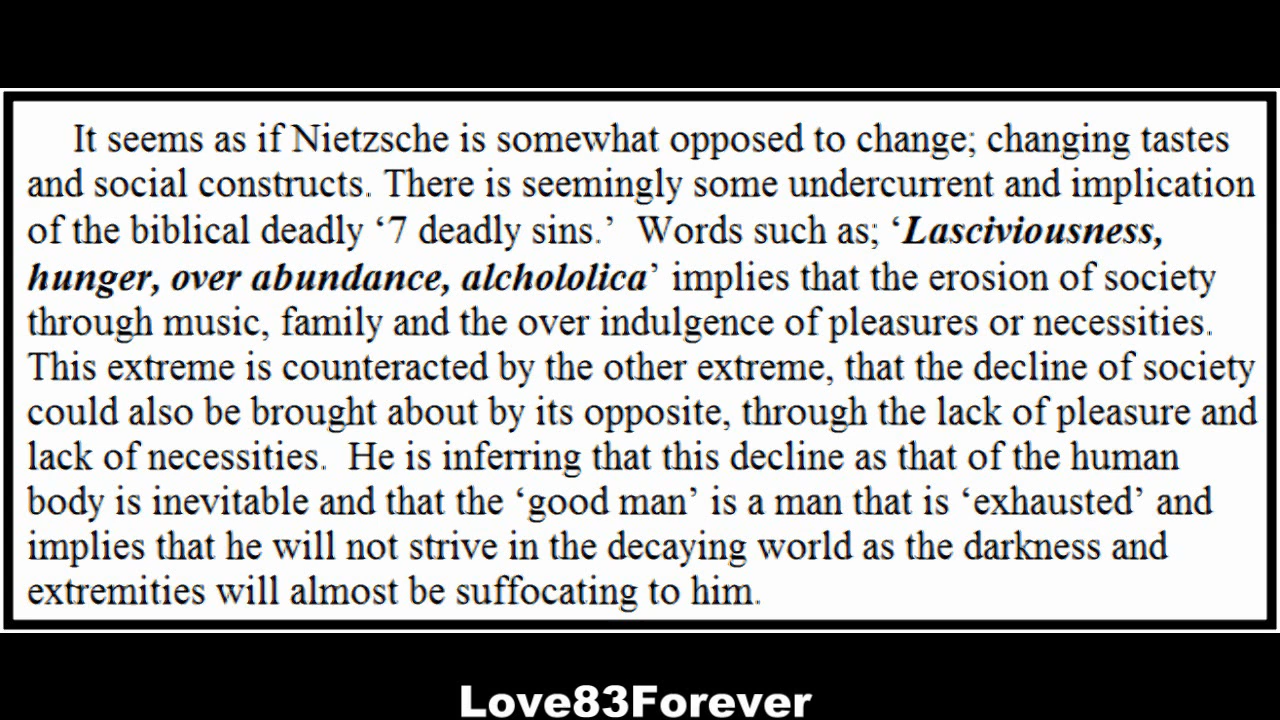 It seems as if Nietzsche is somewhat opposed to change; changing tastes
and social constructs. There is seemingly some undercurrent and implication
of the biblical deadly ‘7 deadly sins.’ Words such as; ‘Lasciviousness,
hunger, over abundance, alchololica’ implies that the erosion of society
through music, family and the over indulgence of pleasures or necessities.
This extreme is counteracted by the other extreme, that the decline of society
could also be brought about by its opposite, through the lack of pleasure and
lack of necessities. He is inferring that this decline as that of the human
body is inevitable and that the ‘good man’ is a man that is ‘exhausted’ and
implies that he will not strive in the decaying world as the darkness and
extremities will almost be suffocating to him.
Love83Forever